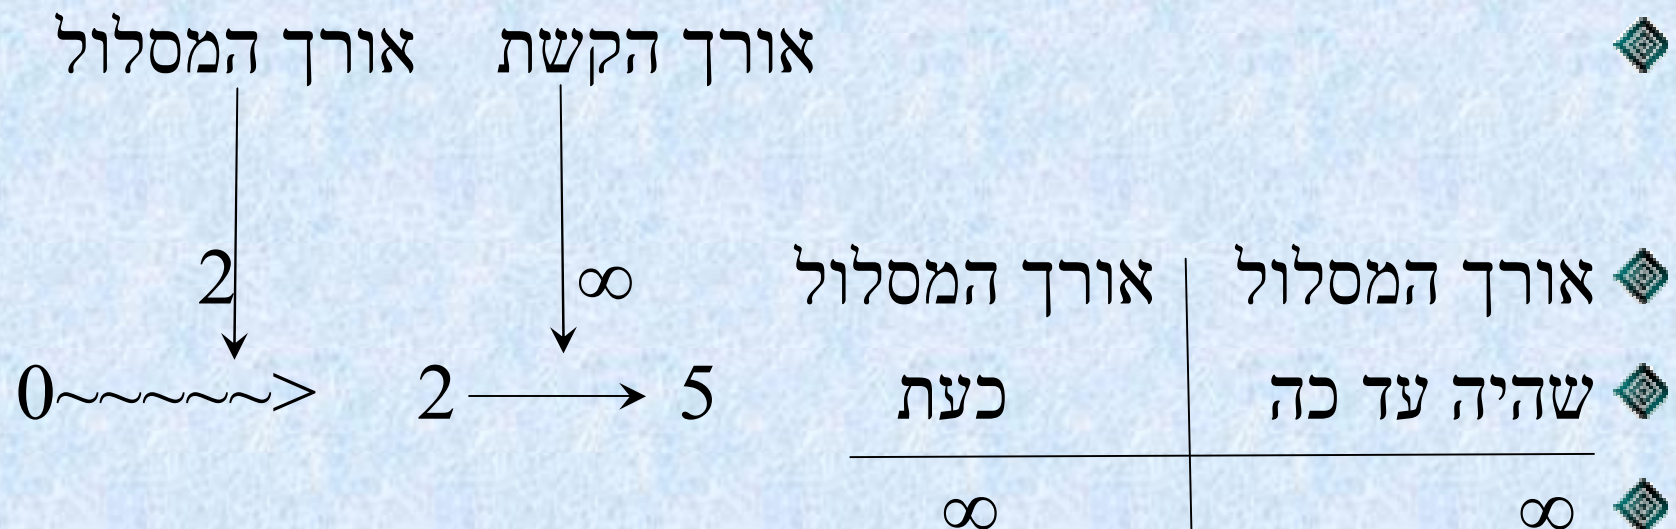 אורך הקשת אורך המסלול
אורך המסלול אורך המסלול ∞ 2
שהיה עד כה כעת 0~~~~~> 2 → 5
∞ ∞